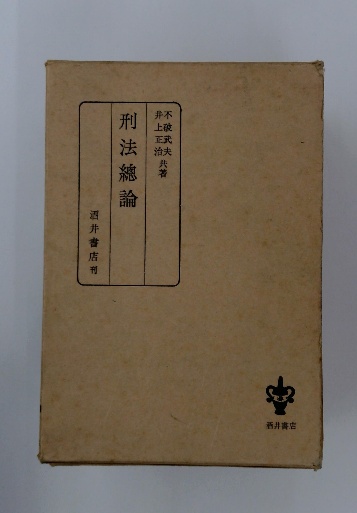 不破武夫
井上正治 共著
刑法總論
酒井書店刊
酒井書店